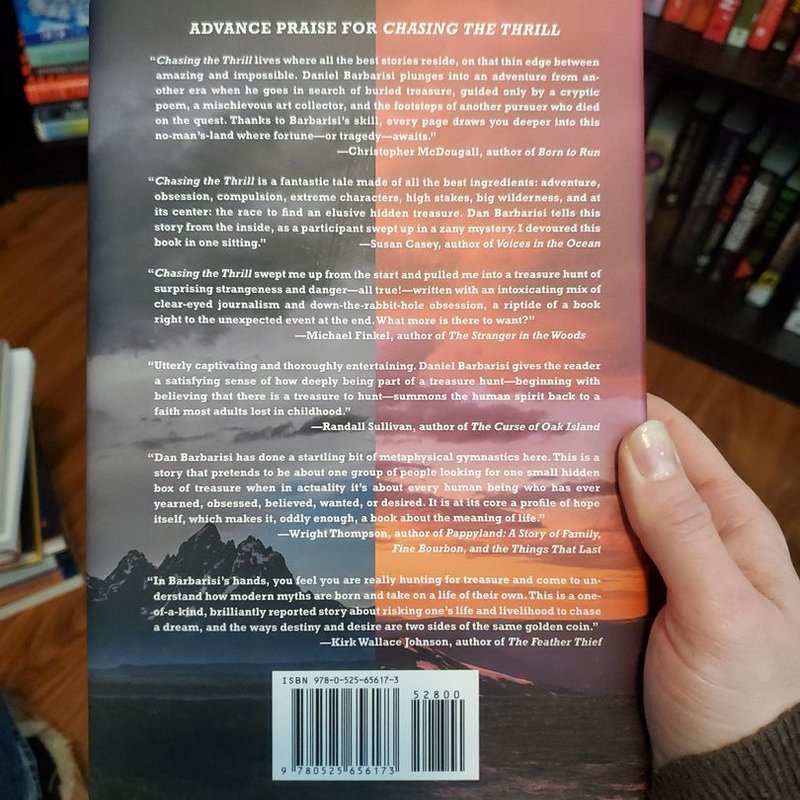 ADVANCE PRAISE FOR CHASING THE THRILL
“Chasing the Thrill lives where all the best stories reside, on that thin edge between
amazing and impossible. Daniel Barbarisi plunges into an adventure from an-
other era when he goes in search of buried treasure, guided only by a cryptic
poem, a mischievous art collector, and the footsteps of another pursuer who died
on the quest. Thanks to Barbarisi’s skill, every page draws you deeper into this
no-man’s-land where fortune—or tragedy—awaits.”
—Christopher McDougall, author of Born to Run
“Chasing the Thrill is a fantastic tale made of all the best ingredients: adventure,
obsession, compulsion, extreme characters, high stakes, big wilderness, and at
its center: the race to find an elusive hidden treasure. Dan Barbarisi tells this
story from the inside, as a participant swept up in a zany mystery. I devoured this
book in one sitting.” —Susan Casey, author of Voices in the Ocean
“Chasing the Thrill swept me up from the start and pulled me into a treasure hunt of
surprising strangeness and danger—all true!—written with an intoxicating mix of
clear-eyed journalism and down-the-rabbit-hole obsession, a riptide of a book
right to the unexpected event at the end. What more is there to want?”
—Michael Finkel, author of The Stranger in the Woods
“Utterly captivating and thoroughly entertaining. Daniel Barbarisi gives the reader
a satisfying sense of how deeply being part of a treasure hunt—beginning with
believing that there is a treasure to hunt—summons the human spirit back to a
faith most adults lost in childhood.”
—Randall Sullivan, author of The Curse of Oak Island
“Dan Barbarisi has done a startling bit of metaphysical gymnastics here. This is a
story that pretends to be about one group of people looking for one small hidden
box of treasure when in actuality it’s about every human being who has ever
yearned, obsessed, believed, wanted, or desired. It is at its core a profile of hope
itself, which makes it, oddly enough, a book about the meaning of life.”
—Wright Thompson, author of Pappyland: A Story of Family,
Fine Bourbon, and the Things That Last
“In Barbarisi’s hands, you feel you are really hunting for treasure and come to un-
derstand how modern myths are born and take on a life of their own. This is a one-
of-a-kind, brilliantly reported story about risking one’s life and livelihood to chase
a dream, and the ways destiny and desire are two sides of the same golden coin.”
—Kirk Wallace Johnson, author of The Feather Thief
ISBN 978-0-525-65617-3
52800
9 780525 656173